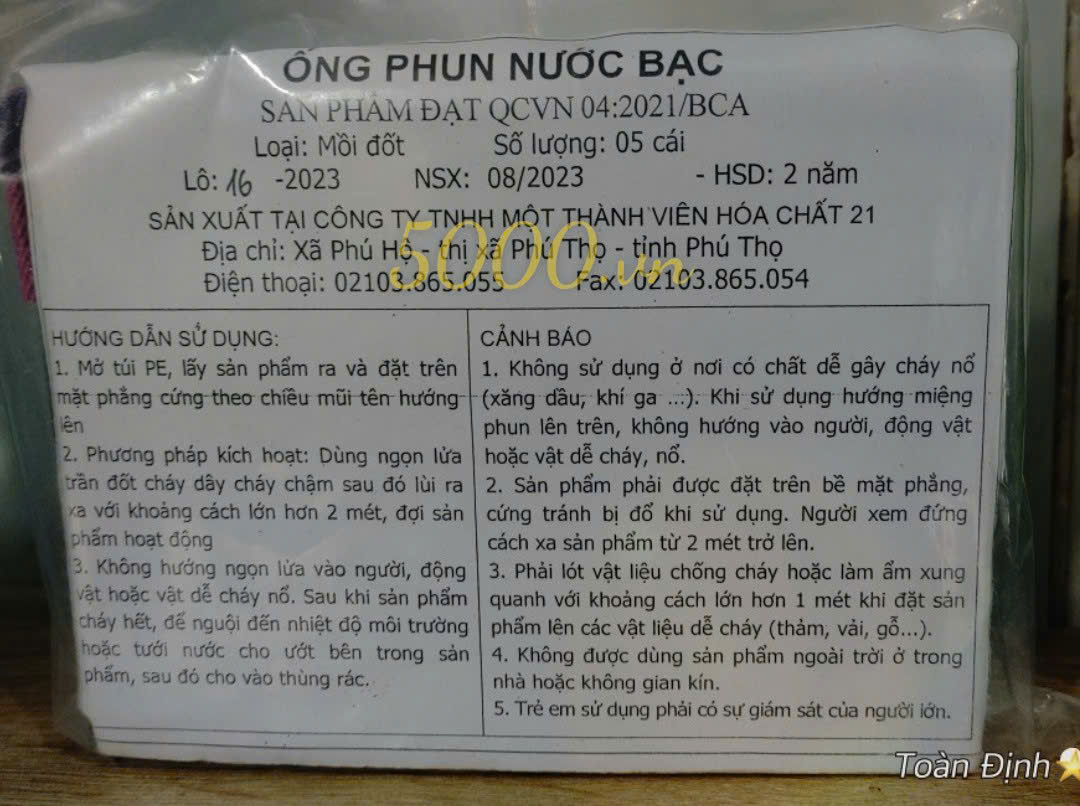 ỐNG PHUN NƯỚC BẠC
SẢN PHẨM ĐẠT QCVN 04:2021/BCA
Loại: Mồi đốt Số lượng: 05 cái
Lô: 16 -2023 NSX: 08/2023 - HSD: 2 năm
SẢN XUẤT TẠI CÔNG TY TNHH MỘT THÀNH VIÊN HÓA CHẤT 21
Địa chỉ: Xã Phú Hộ - thị xã Phú Thọ - tỉnh Phú Thọ
5000.vn
Điện thoại: 02103.865.055 Fax: 02103.865.054
HƯỚNG DẪN SỬ DỤNG:
1. Mở túi PE, lấy sản phẩm ra và đặt trên
mặt phẳng cứng theo chiều mũi tên hướng
lên
2. Phương pháp kích hoạt: Dùng ngọn lửa
trần đốt cháy dây cháy chậm sau đó lùi ra
xa với khoảng cách lớn hơn 2 mét, đợi sản
phẩm hoạt động
3. Không hướng ngọn lửa vào người, động
vật hoặc vật dễ cháy nổ. Sau khi sản phẩm
cháy hết, để nguội đến nhiệt độ môi trường
hoặc tưới nước cho ướt bên trong sản
phẩm, sau đó cho vào thùng rác.
CẢNH BÁO
1. Không sử dụng ở nơi có chất dễ gây cháy nổ
(xăng dầu, khí ga ...). Khi sử dụng hướng miệng
phun lên trên, không hướng vào người, động vật
hoặc vật dễ cháy, nổ.
2. Sản phẩm phải được đặt trên bề mặt phẳng,
cứng tránh bị đổ khi sử dụng. Người xem đứng
cách xa sản phẩm từ 2 mét trở lên.
3. Phải lót vật liệu chống cháy hoặc làm ẩm xung
quanh với khoảng cách lớn hơn 1 mét khi đặt sản
phẩm lên các vật liệu dễ cháy (thảm, vải, gỗ...).
4. Không được dùng sản phẩm ngoài trời ở trong
nhà hoặc không gian kín.
5. Trẻ em sử dụng phải có sự giám sát của người lớn.
Toàn Định